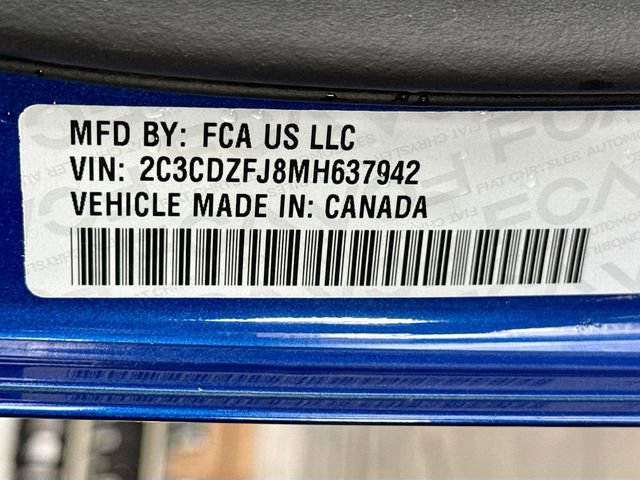 MFD BY: FCA US LLC
VIN: 2C3CDZFJ8MH637942
VEHICLE MADE IN: CANADA